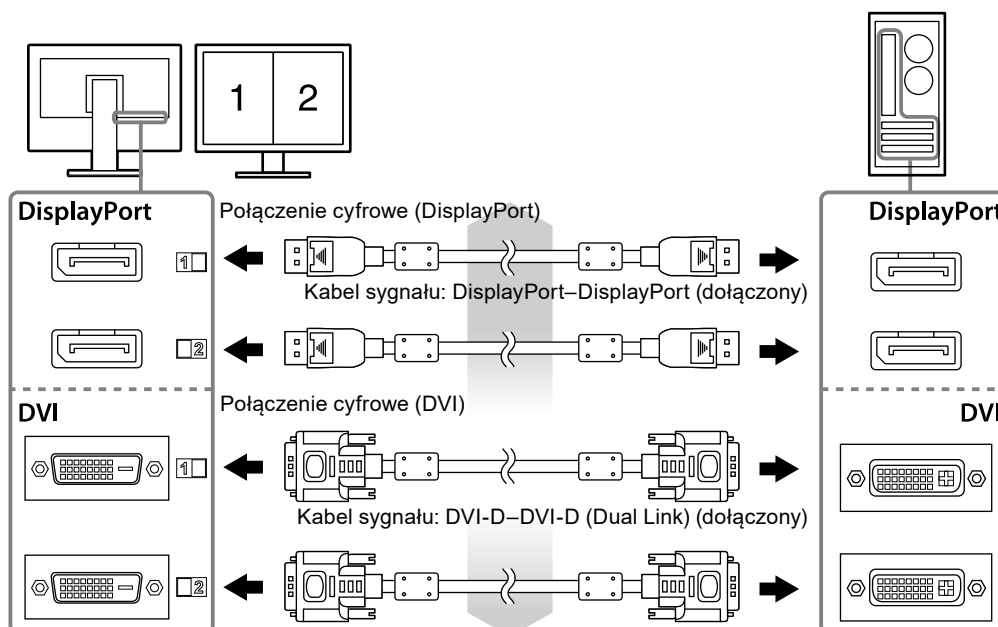 1 2
DisplayPort
Połączenie cyfrowe (DisplayPort)
DisplayPort
1
Kabel sygnału: DisplayPort–DisplayPort (dołączony)
2
DVI
Połączenie cyfrowe (DVI)
DVI
1
Kabel sygnału: DVI-D–DVI-D (Dual Link) (dołączony)
2